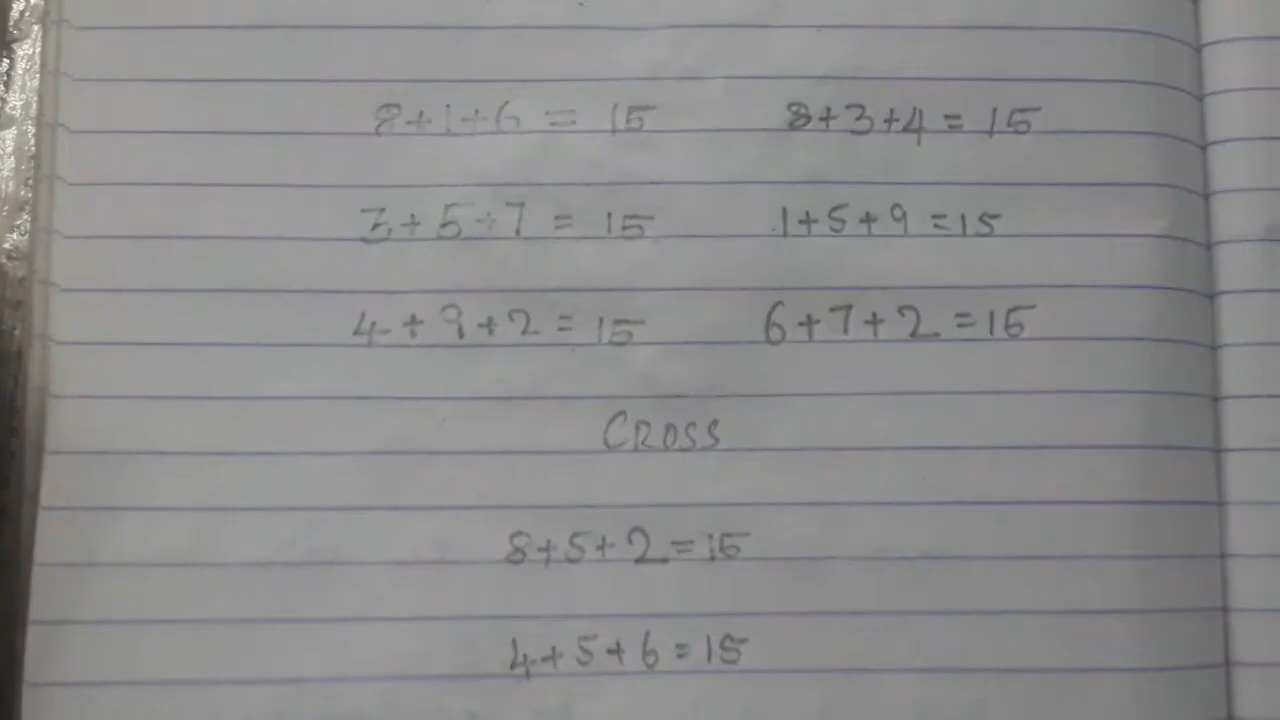 8+1+6 = 15 8+3+4 = 15
3+5+7 = 15 1+5+9 =15
4+9+2 = 15 6+7+2 =15
CROSS
8+5+2=15
4+5+6=15